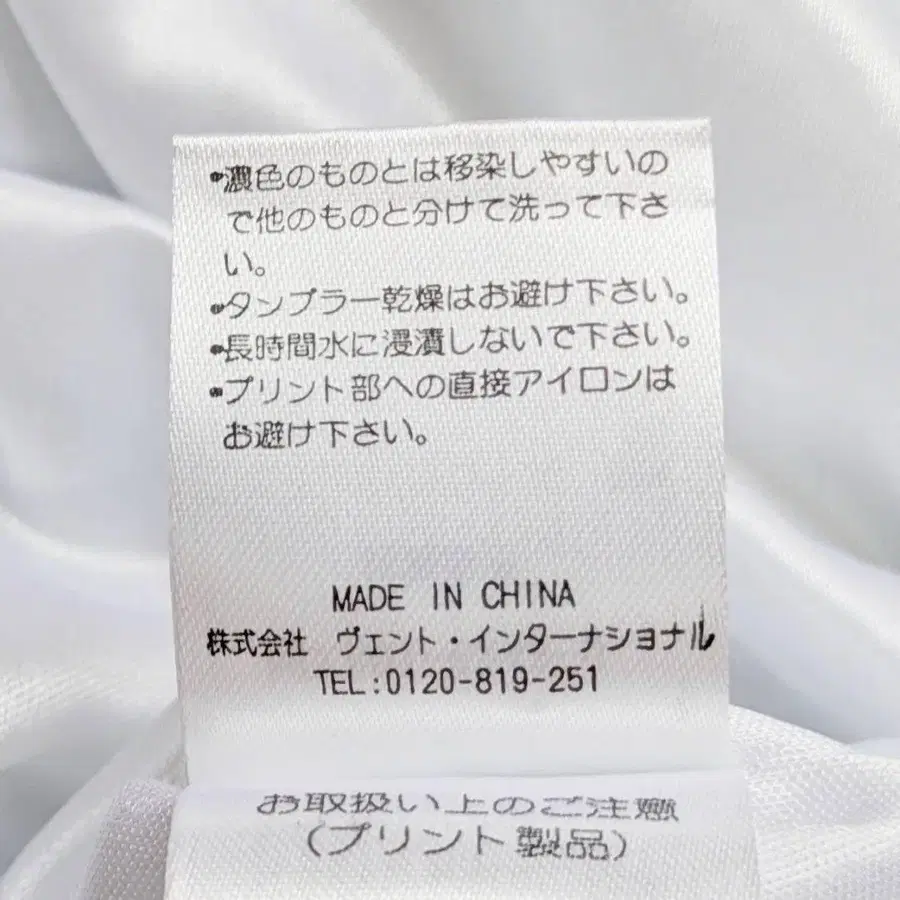 •濃色のものとは移染しやすいの
で他のものと分けて洗って下さ
い。
•タンブラー乾燥はお避け下さい。
•長時間水に浸漬しないで下さい。
•プリント部への直接アイロンは
お避け下さい。
MADE IN CHINA
株式会社 ヴェント・インターナショナル
TEL:0120-819-251
お取扱い上のご注意
(プリント製品)